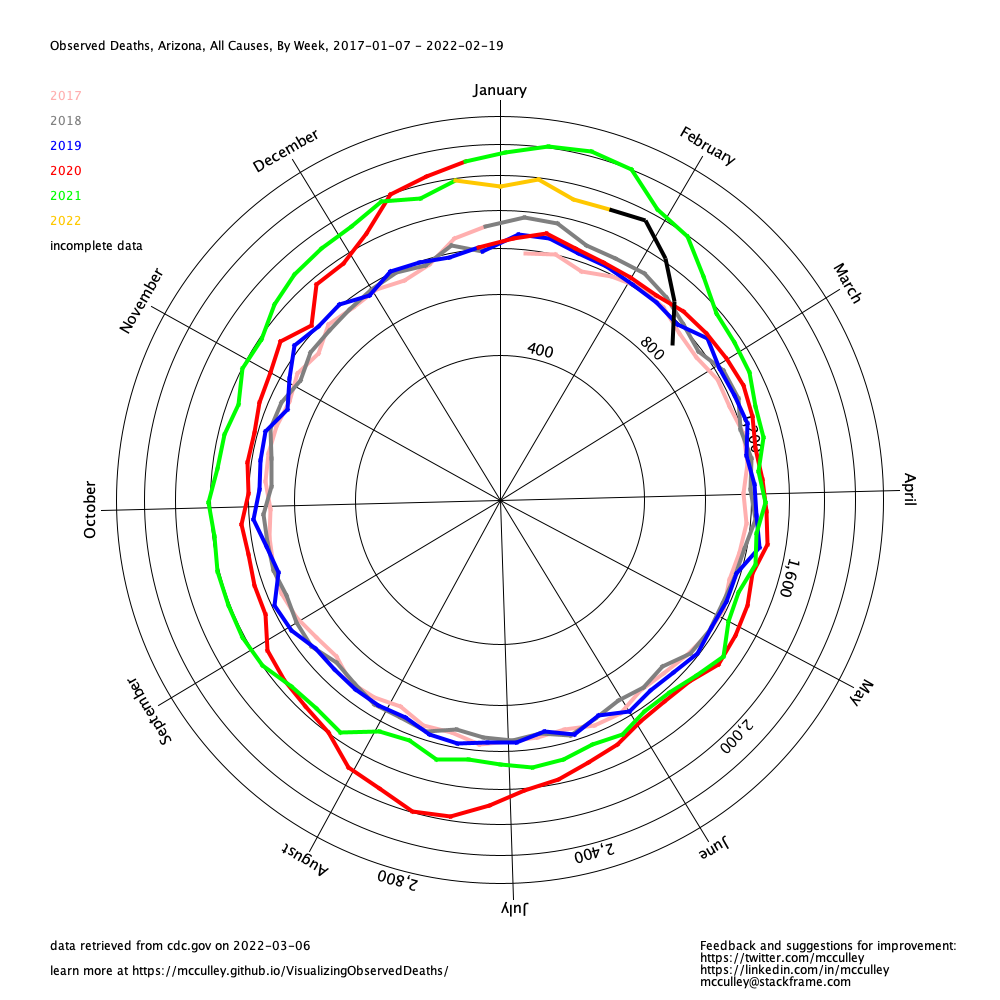 Observed Deaths, Arizona, All Causes, By Week, 2017-01-07 - 2022-02-19
2017
2018
2019
2020
2021
2022
incomplete data
January
February
March
April
May
June
July
August
September
October
November
December
400
800
1,200
1,600
2,000
2,400
2,800
data retrieved from cdc.gov on 2022-03-06
learn more at https://mcculley.github.io/VisualizingObservedDeaths/
Feedback and suggestions for improvement:
https://twitter.com/mcculley
https://linkedin.com/in/mcculley
mcculley@stackframe.com